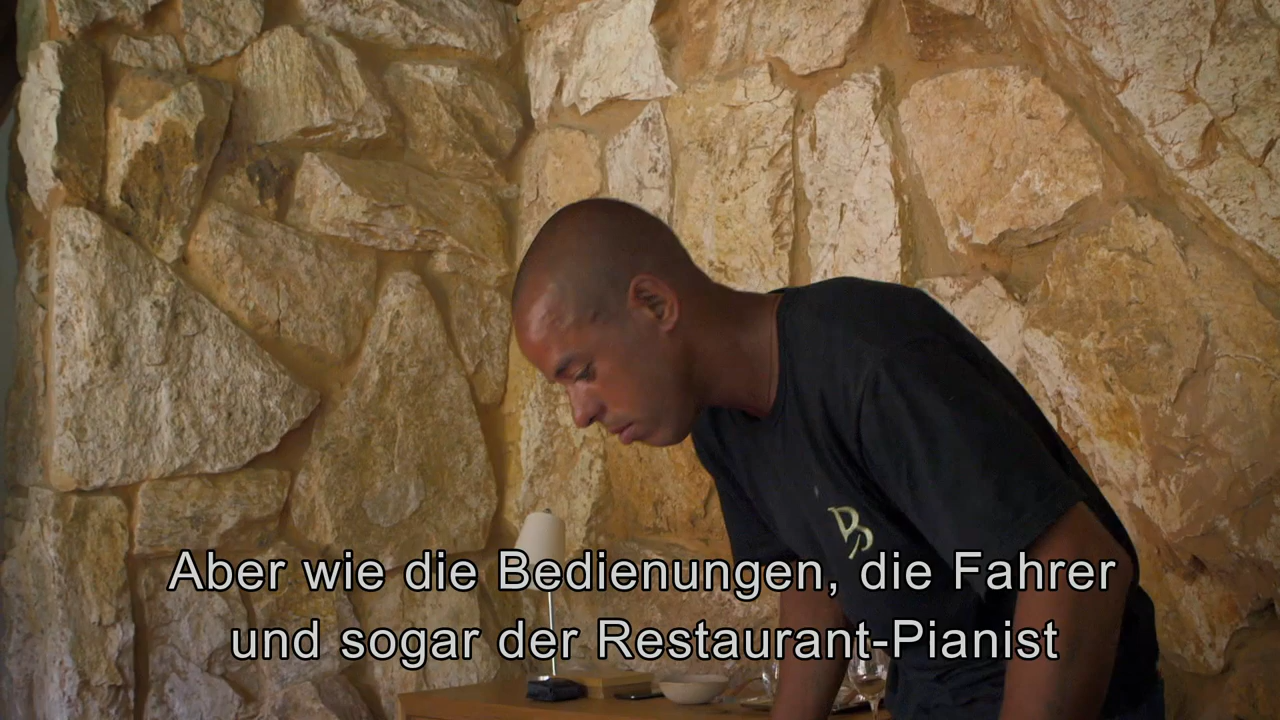 Aber wie die Bedienungen, die Fahrer
und sogar der Restaurant-Pianist